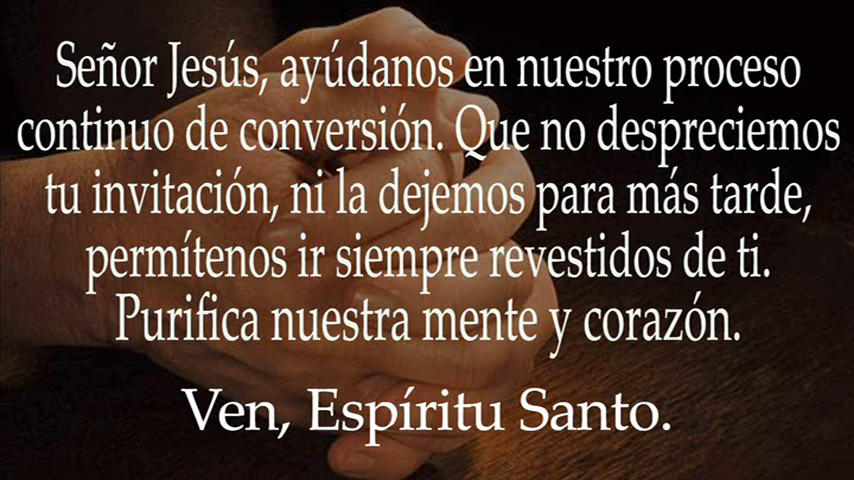 Señor Jesús, ayúdanos en nuestro proceso
continuo de conversión. Que no despreciemos
tu invitación, ni la dejemos para más tarde,
permítenos ir siempre revestidos de ti.
Purifica nuestra mente y corazón.
Ven, Espíritu Santo.